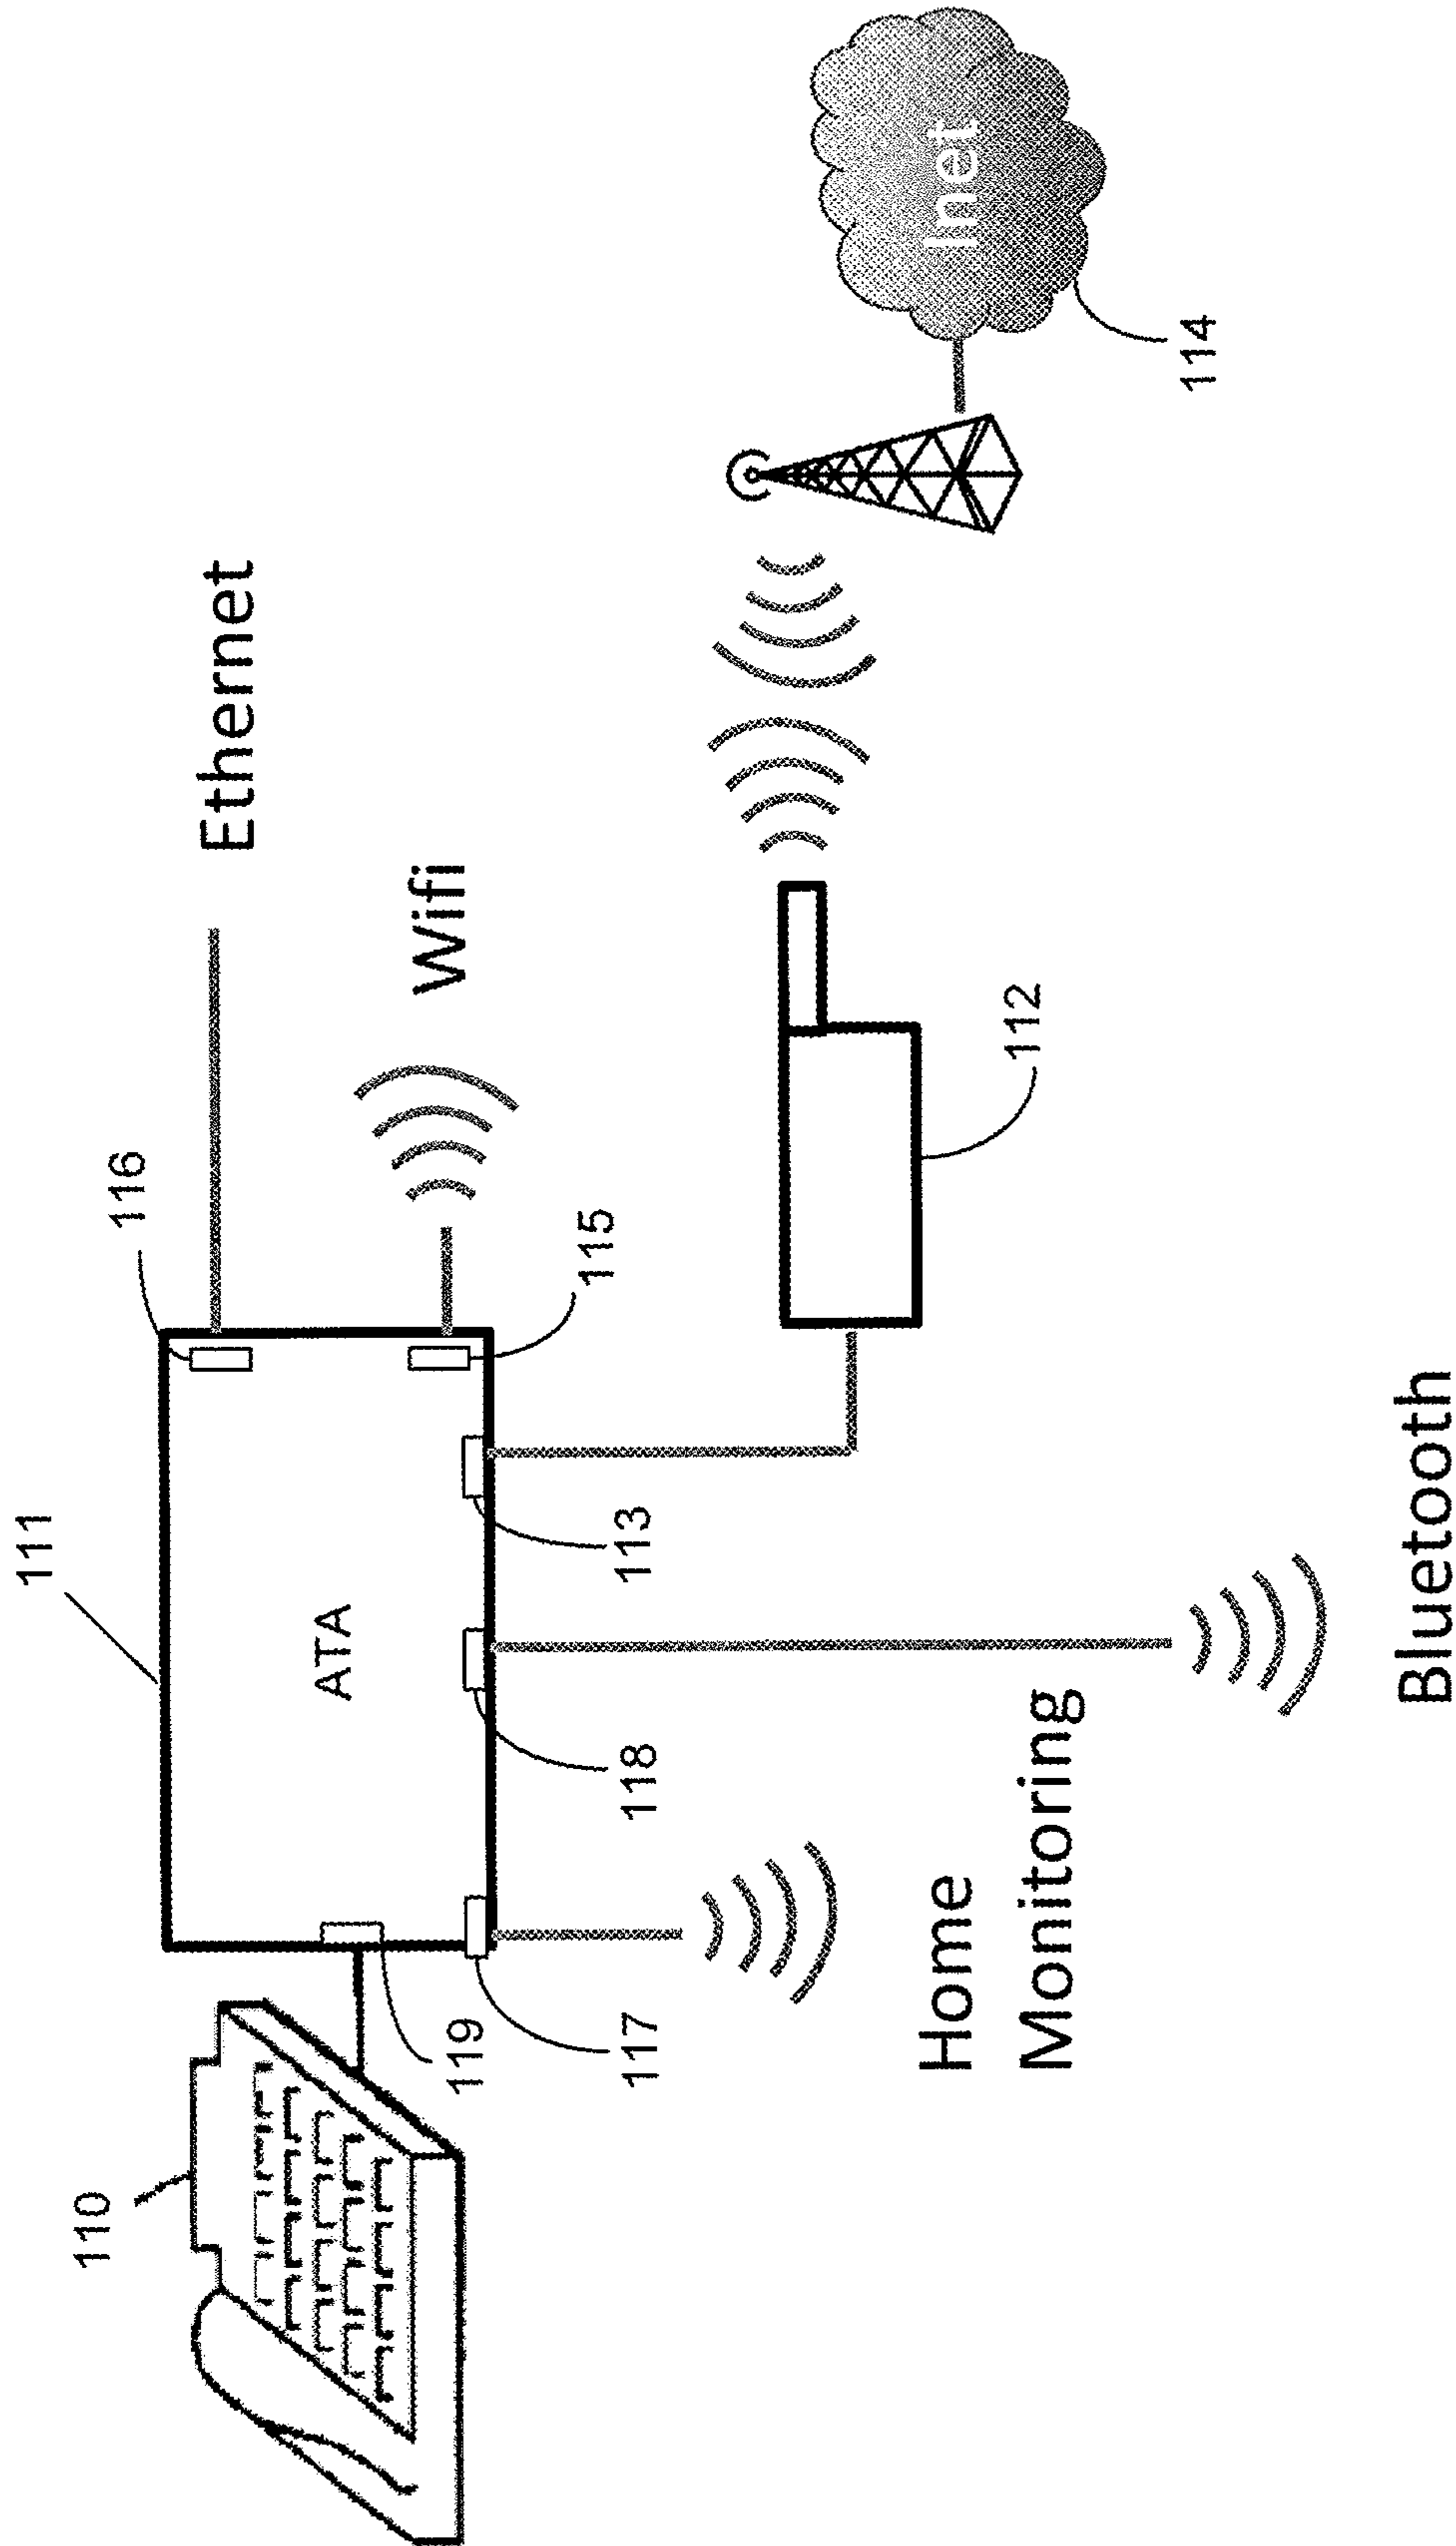 111
116
Ethernet
110
ATA
Wifi
119
117
118
113
115
Home
Monitoring
112
Inet
114
Bluetooth